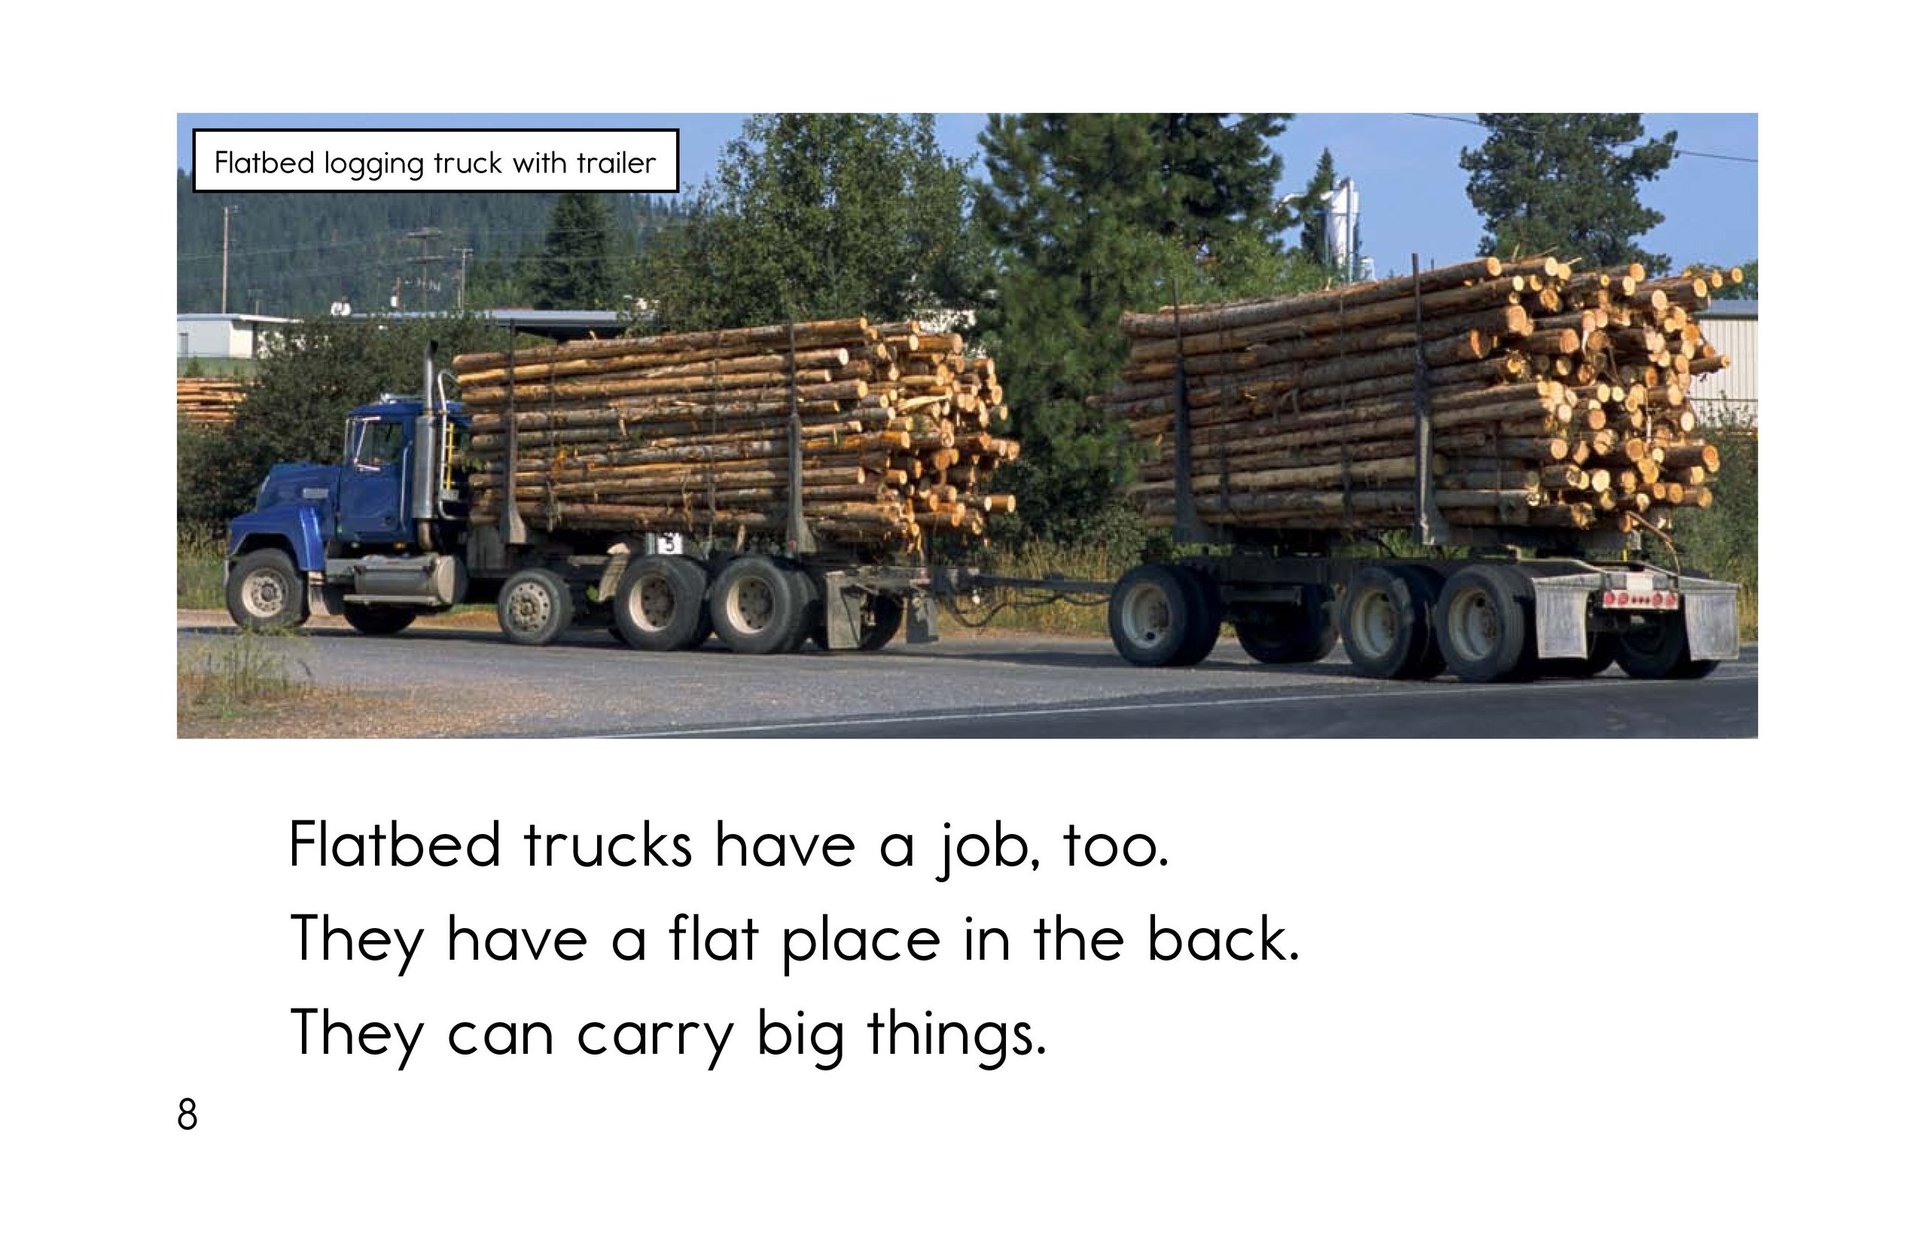 Flatbed logging truck with trailer
5
Flatbed trucks have a job, too.
They have a flat place in the back.
They can carry big things.
8